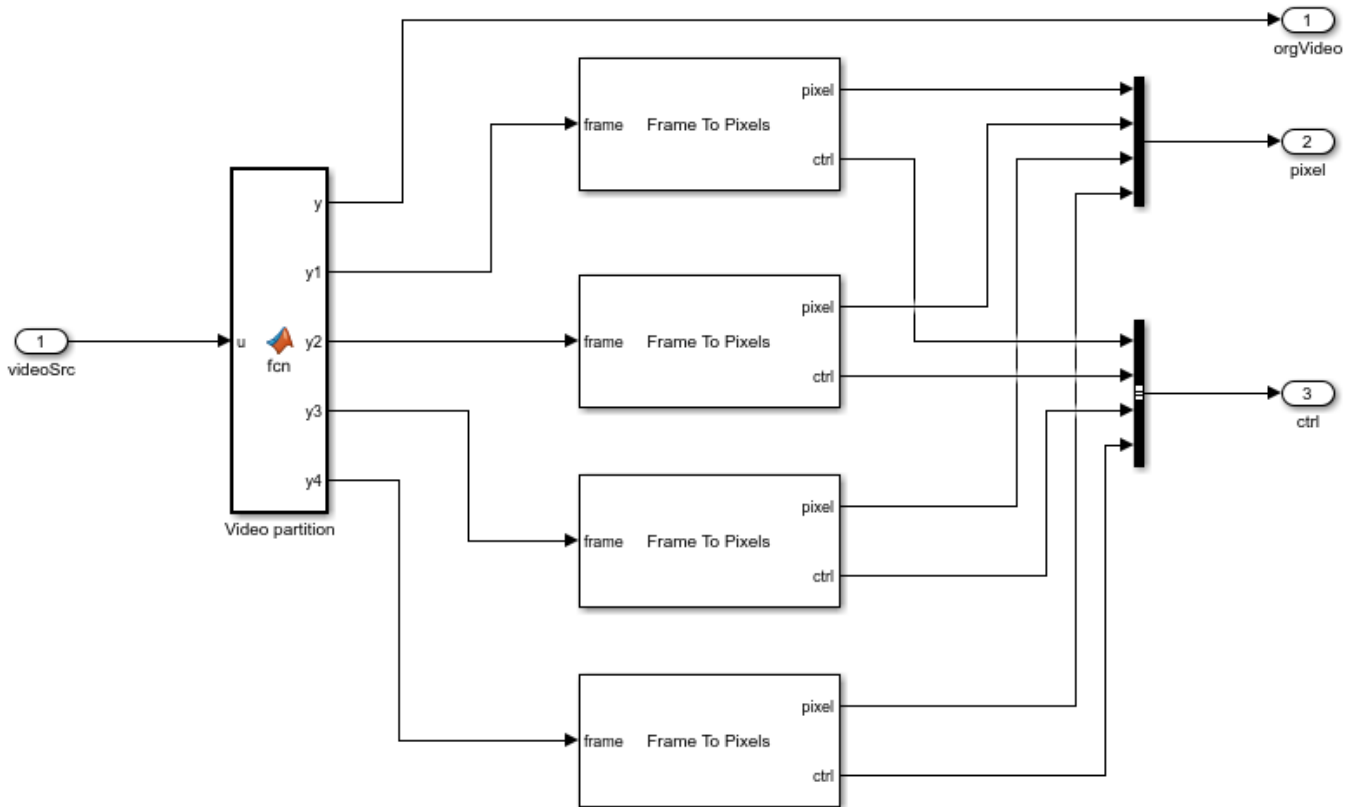 1
orgVideo
pixel
frame Frame To Pixels
ctrl
2
pixel
y
y1
pixel
frame Frame To Pixels
ctrl
1
videoSrc
u
fcn
y2
y3
y4
Video partition
3
ctrl
pixel
frame Frame To Pixels
ctrl
pixel
frame Frame To Pixels
ctrl